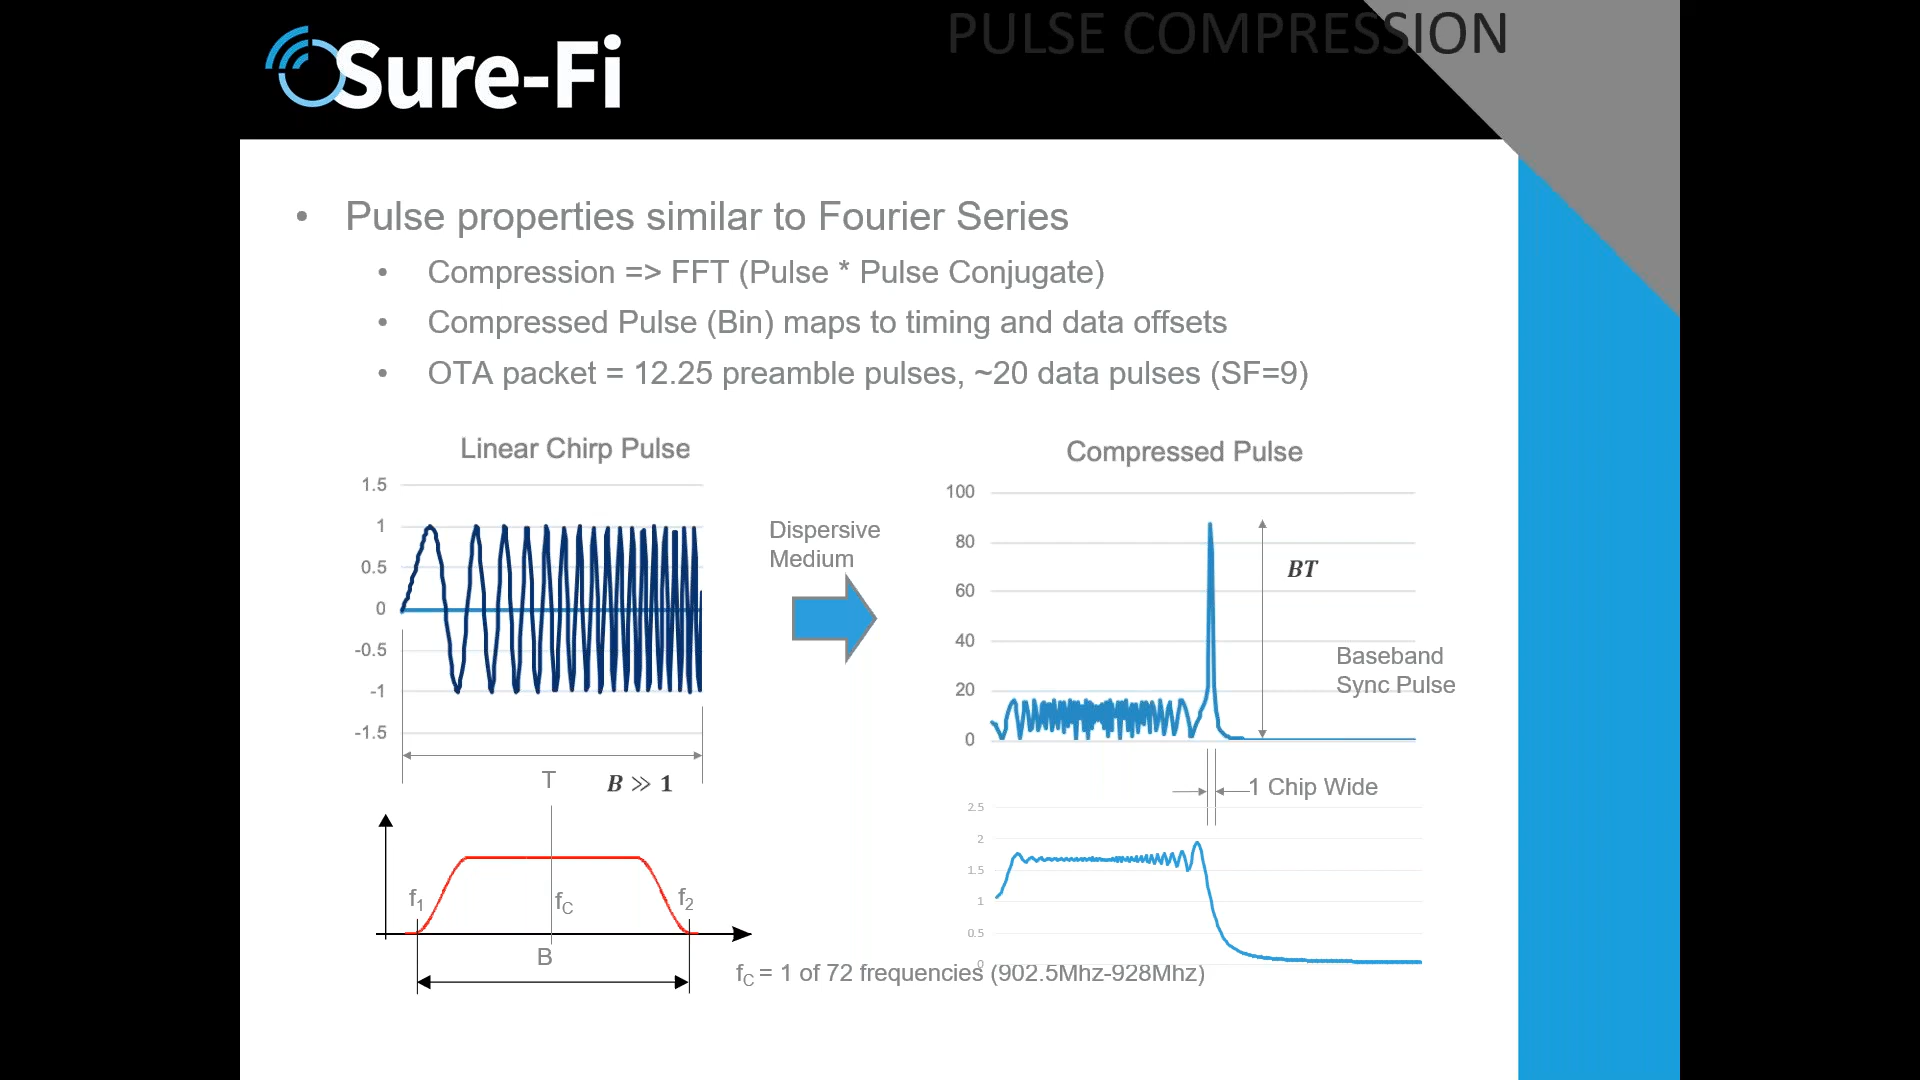 PULSE COMPRESSION
Sure-Fi
• Pulse properties similar to Fourier Series
• Compression => FFT (Pulse * Pulse Conjugate)
• Compressed Pulse (Bin) maps to timing and data offsets
• OTA packet = 12.25 preamble pulses, ~20 data pulses (SF=9)
Linear Chirp Pulse
1.5
1
0.5
0
-0.5
-1
-1.5
T
B ≫ 1
Dispersive
Medium
Compressed Pulse
100
80
60
40
20
0
BT
Baseband
Sync Pulse
1 Chip Wide
2.5
2
1.5
1
0.5
0
f1
fC
f2
B
fC = 1 of 72 frequencies (902.5Mhz-928Mhz)